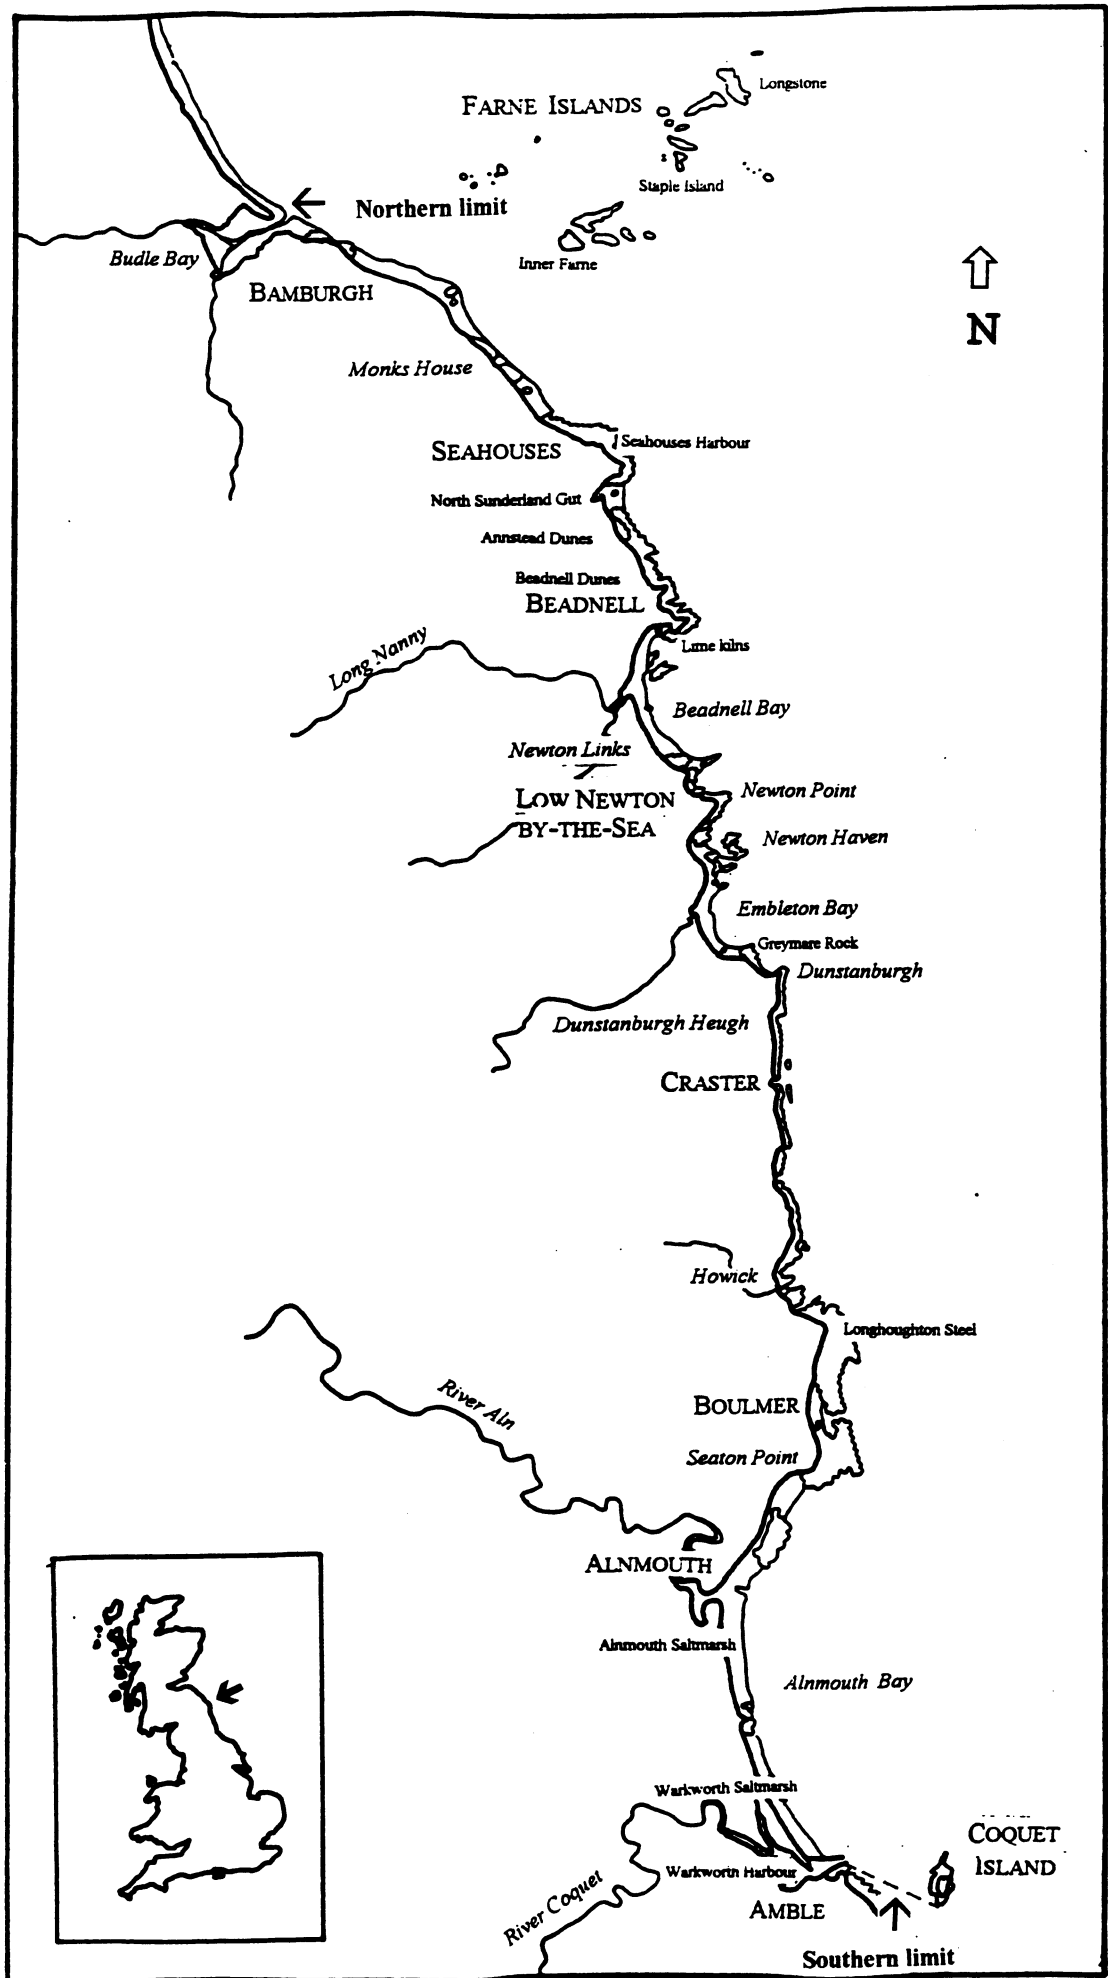 Longstone
FARNE ISLANDS
Staple Island
Northern limit
Inner Farne
Budle Bay
BAMBURGH
N
Monks House
Seahouses Harbour
SEAHOUSES
North Sunderland Gut
Annstead Dunes
Beadnell Dunes
BEADNELL
Lime kilns
Long Nanny
Beadnell Bay
Newton Links
Newton Point
LOW NEWTON
BY-THE-SEA
Newton Haven
Embleton Bay
Greymare Rock
Dunstanburgh
Dunstanburgh Heugh
CRASTER
Howick
Longhoughton Steel
River Aln
BOULMER
Seaton Point
ALNMOUTH
Alnmouth Saltmarsh
Alnmouth Bay
Warkworth Saltmarsh
COQUET
ISLAND
Warkworth Harbour
River Coquet
AMBLE
Southern limit